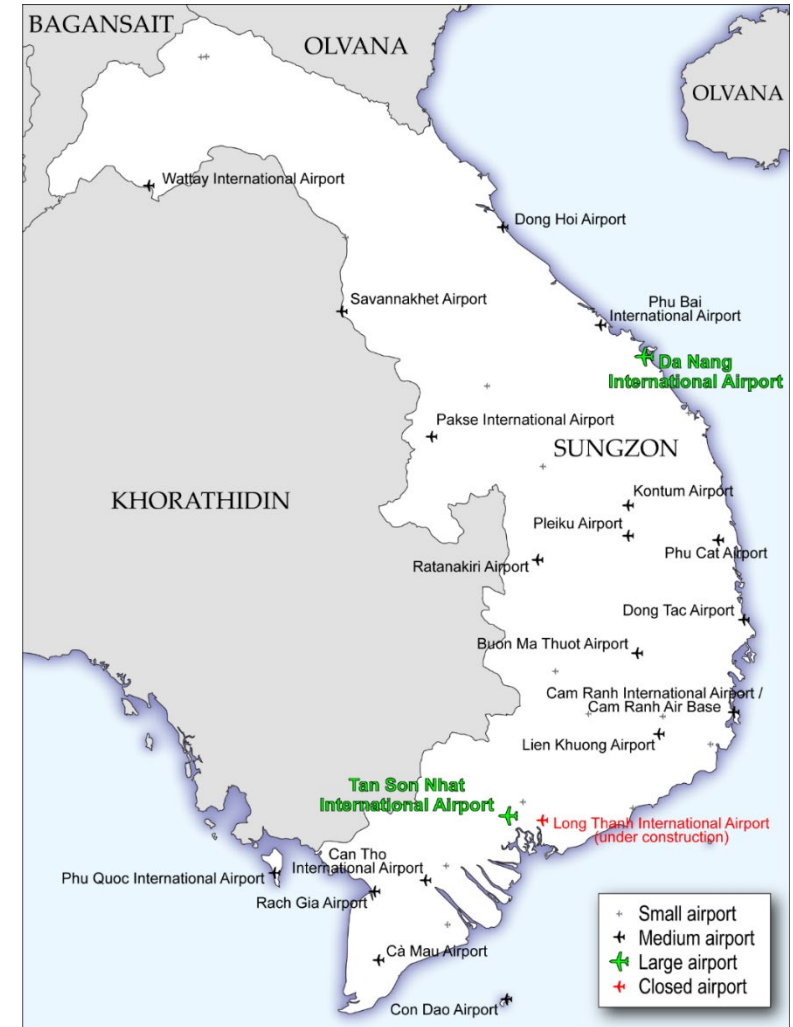 BAGANSAIT
OLVANA
OLVANA
Wattay International Airport
Dong Hoi Airport
Savannakhet Airport
Phu Bai
International Airport
Da Nang
International Airport
Pakse International Airport
SUNGZON
KHORATHIDIN
Kontum Airport
Pleiku Airport
Phu Cat Airport
Ratanakiri Airport
Dong Tac Airport
Buon Ma Thuot Airport
Cam Ranh International Airport /
Cam Ranh Air Base
Lien Khuong Airport
Tan Son Nhat
International Airport
Long Thanh International Airport
(under construction)
Can Tho
International Airport
Phu Quoc International Airport
Rach Gia Airport
Cà Mau Airport
Con Dao Airport
Small airport
Medium airport
Large airport
Closed airport